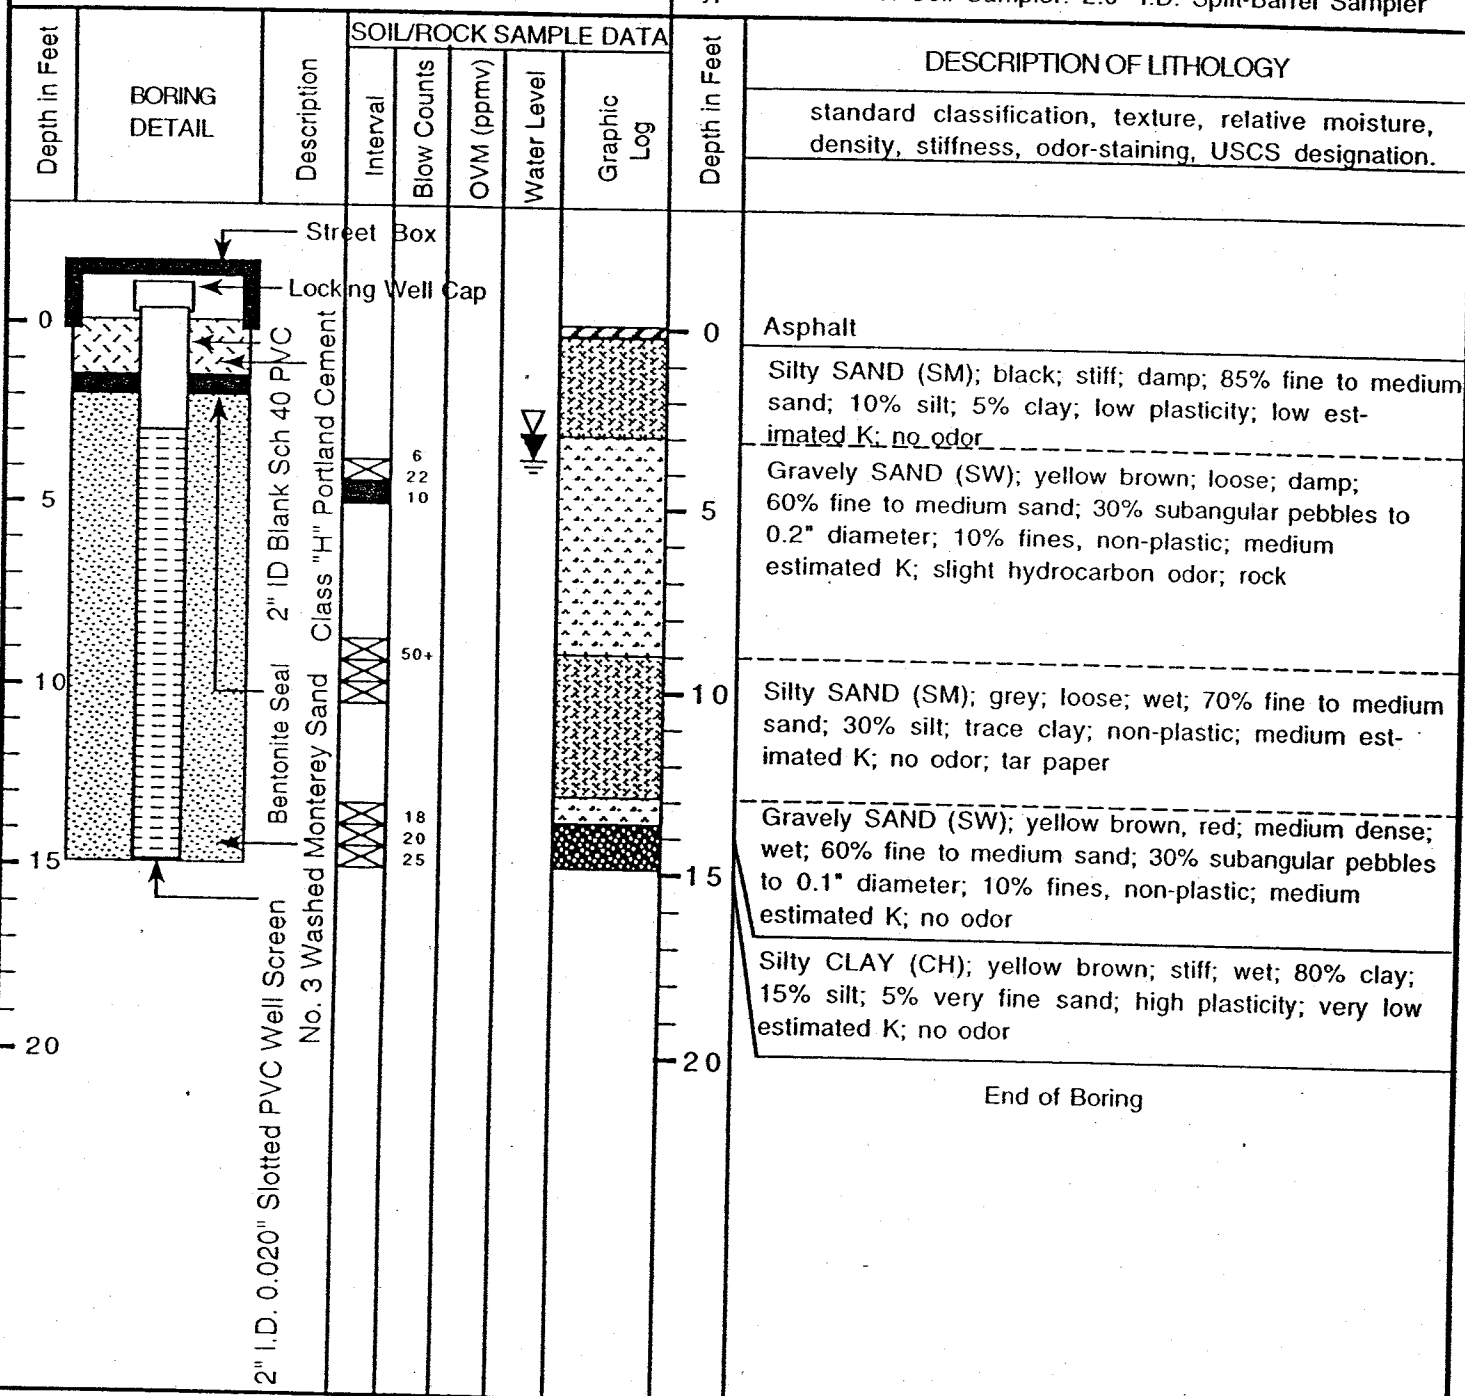 Soil Sampler: 2.0" I.D. Split-Barrel Sampler
SOIL/ROCK SAMPLE DATA
Depth in Feet
BORING
DETAIL
Description
Interval
Blow Counts
OVM (ppmv)
Water Level
Graphic
Log
Depth in Feet
DESCRIPTION OF LITHOLOGY
standard classification, texture, relative moisture,
density, stiffness, odor-staining, USCS designation.
Street Box
Locking Well Cap
0
5
10
15
20
2" ID Blank Sch 40 PVC
Class "H" Portland Cement
Bentonite Seal
No. 3 Washed Monterey Sand
2" I.D. 0.020" Slotted PVC Well Screen
6
22
10
50+
18
20
25
0
5
10
15
20
Asphalt
Silty SAND (SM); black; stiff; damp; 85% fine to medium
sand; 10% silt; 5% clay; low plasticity; low est-
imated K; no odor
Gravely SAND (SW); yellow brown; loose; damp;
60% fine to medium sand; 30% subangular pebbles to
0.2" diameter; 10% fines, non-plastic; medium
estimated K; slight hydrocarbon odor; rock
Silty SAND (SM); grey; loose; wet; 70% fine to medium
sand; 30% silt; trace clay; non-plastic; medium est-
imated K; no odor; tar paper
Gravely SAND (SW); yellow brown, red; medium dense;
wet; 60% fine to medium sand; 30% subangular pebbles
to 0.1" diameter; 10% fines, non-plastic; medium
estimated K; no odor
Silty CLAY (CH); yellow brown; stiff; wet; 80% clay;
15% silt; 5% very fine sand; high plasticity; very low
estimated K; no odor
End of Boring